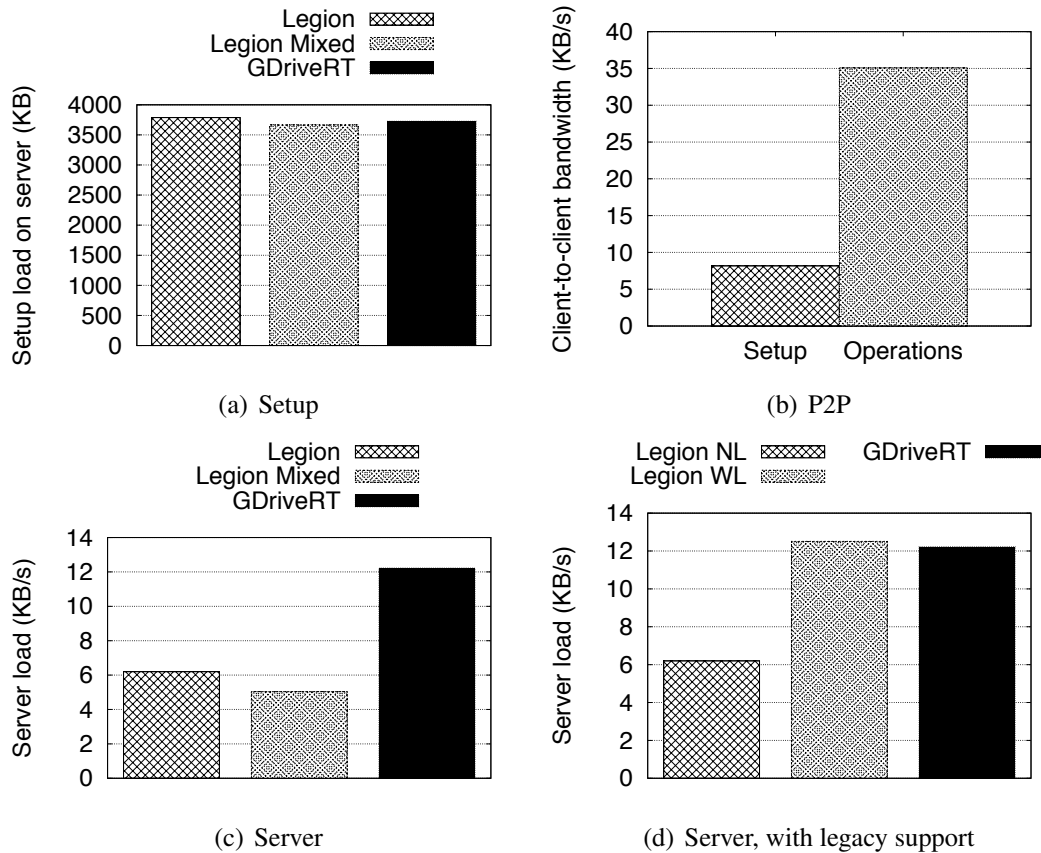 Legion
Legion Mixed
GDriveRT
Setup load on server (KB)
4000
3500
3000
2500
2000
1500
1000
500
0
(a) Setup
Client-to-client bandwidth (KB/s)
40
35
30
25
20
15
10
5
0
Setup Operations
(b) P2P
Legion
Legion Mixed
GDriveRT
Server load (KB/s)
14
12
10
8
6
4
2
0
(c) Server
Legion NL GDriveRT
Legion WL
Server load (KB/s)
14
12
10
8
6
4
2
0
(d) Server, with legacy support